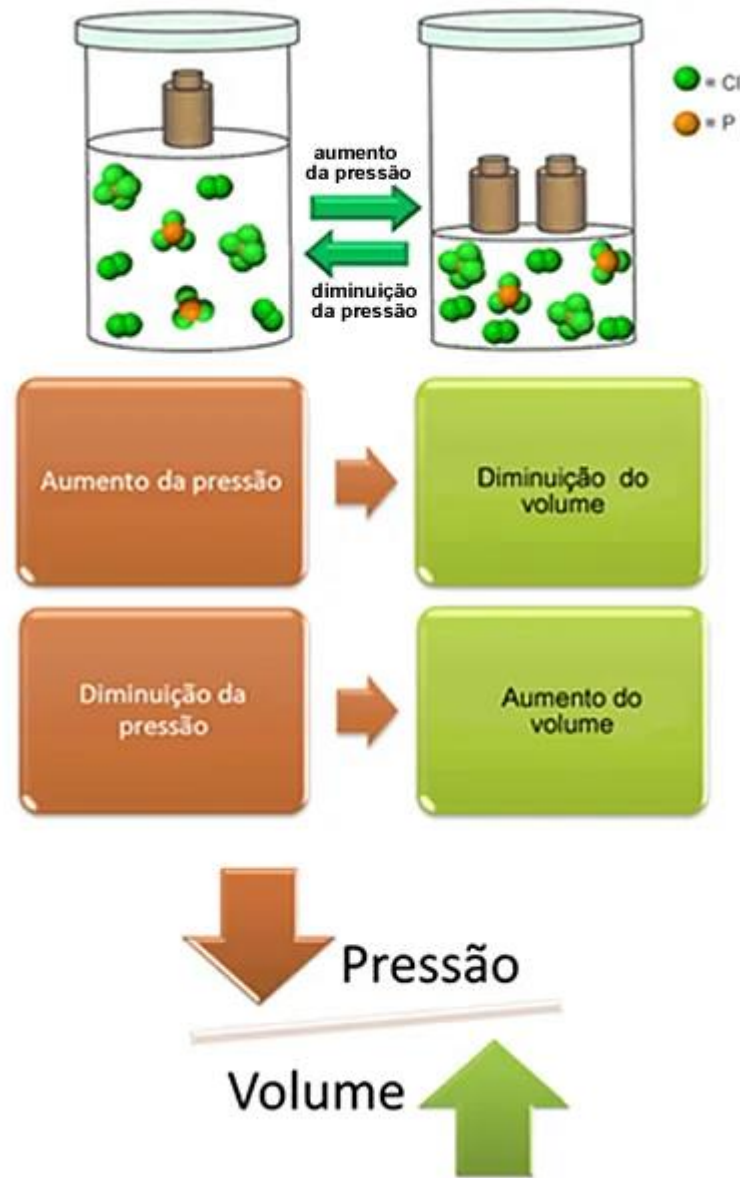 = Cl
= P
aumento
da pressão
diminuição
da pressão
Aumento da pressão
Diminuição do
volume
Diminuição da
pressão
Aumento do
volume
Pressão
Volume